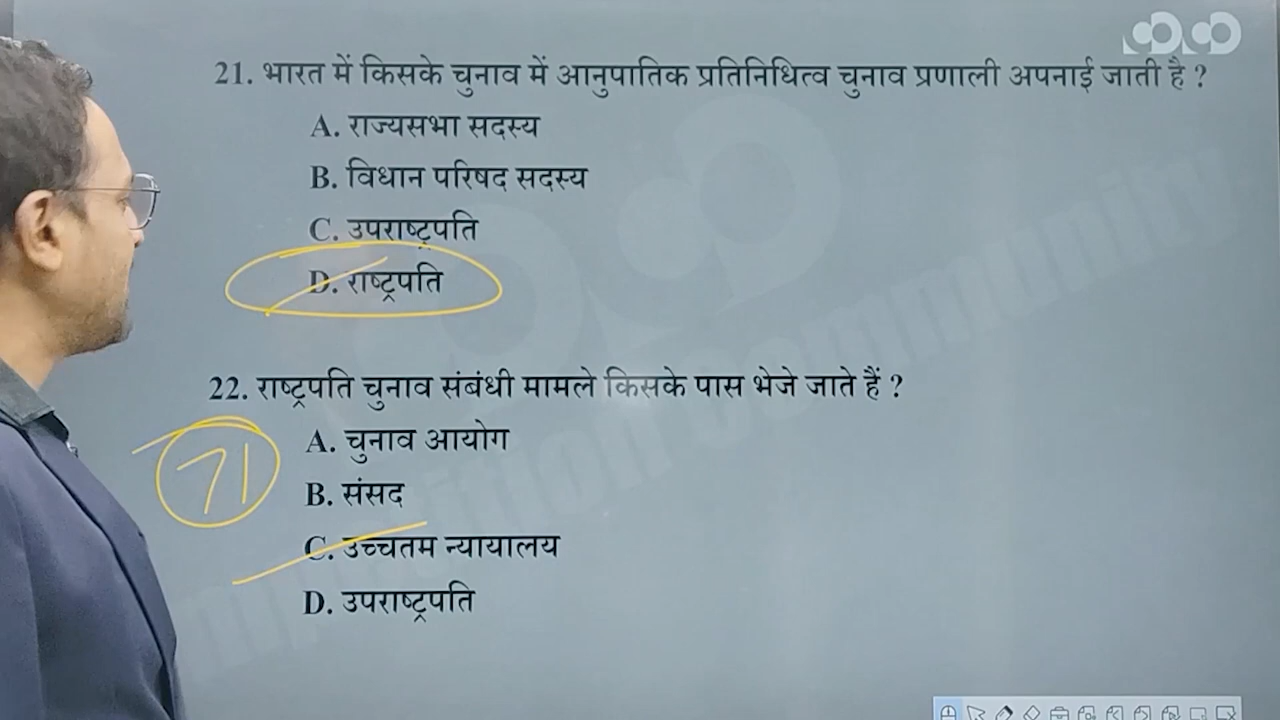 21. भारत में किसके चुनाव में आनुपातिक प्रतिनिधित्व चुनाव प्रणाली अपनाई जाती है ?
A. राज्यसभा सदस्य
B. विधान परिषद सदस्य
C. उपराष्ट्रपति
D. राष्ट्रपति
22. राष्ट्रपति चुनाव संबंधी मामले किसके पास भेजे जाते हैं ?
71
A. चुनाव आयोग
B. संसद
C. उच्चतम न्यायालय
D. उपराष्ट्रपति